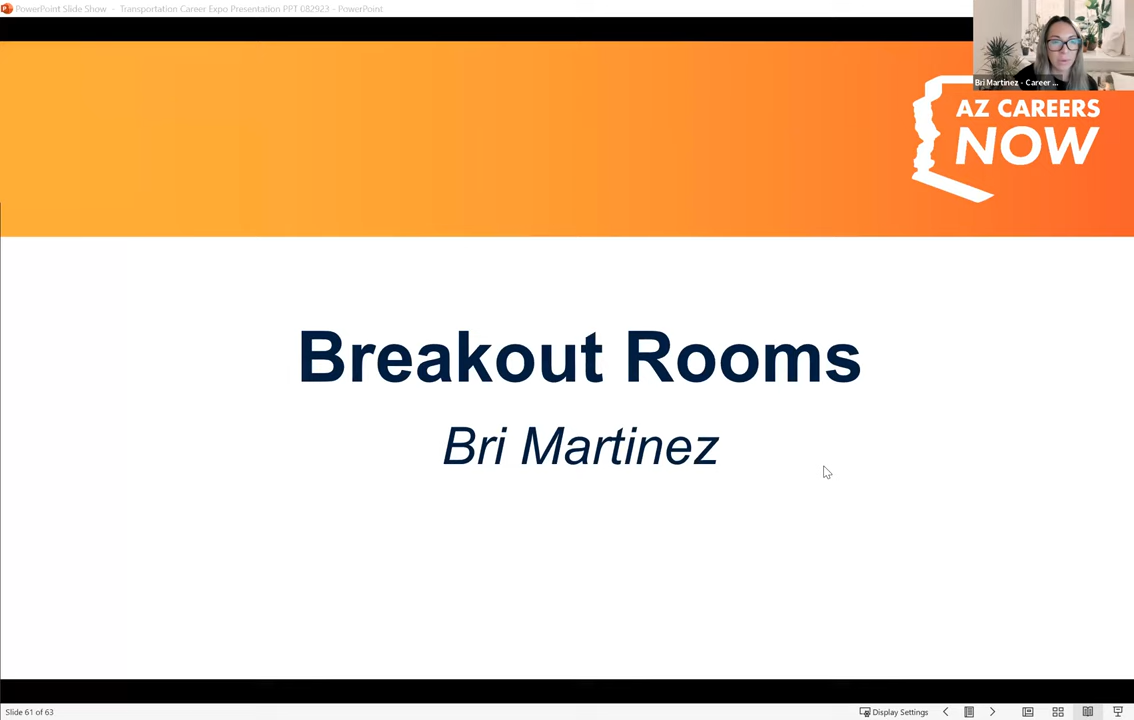 PowerPoint Slide Show - Transportation Career Expo Presentation PPT 082923 - PowerPoint
Bri Martinez - Career ...
AZ CAREERS
NOW
Breakout Rooms
Bri Martinez
Slide 61 of 63
Display Settings